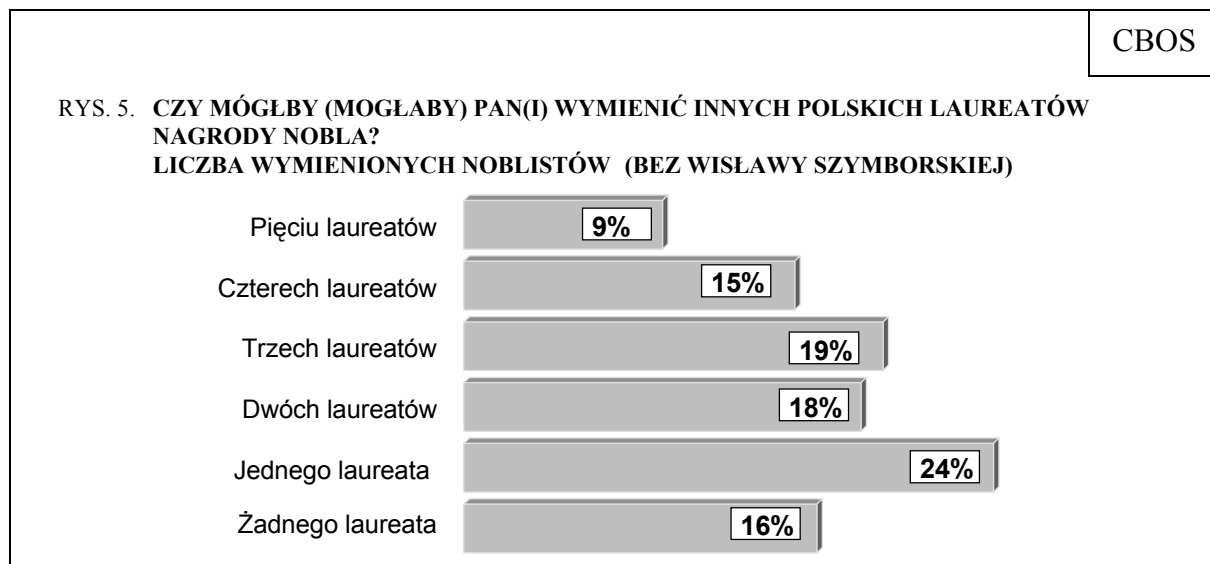 CBOS
RYS. 5. CZY MÓGŁBY (MOGŁABY) PAN(I) WYMIENIĆ INNYCH POLSKICH LAUREATÓW
NAGRODY NOBLA?
LICZBA WYMIENIONYCH NOBLISTÓW (BEZ WISŁAWY SZYMBORSKIEJ)
Pięciu laureatów 9%
Czterech laureatów 15%
Trzech laureatów 19%
Dwóch laureatów 18%
Jednego laureata 24%
Żadnego laureata 16%